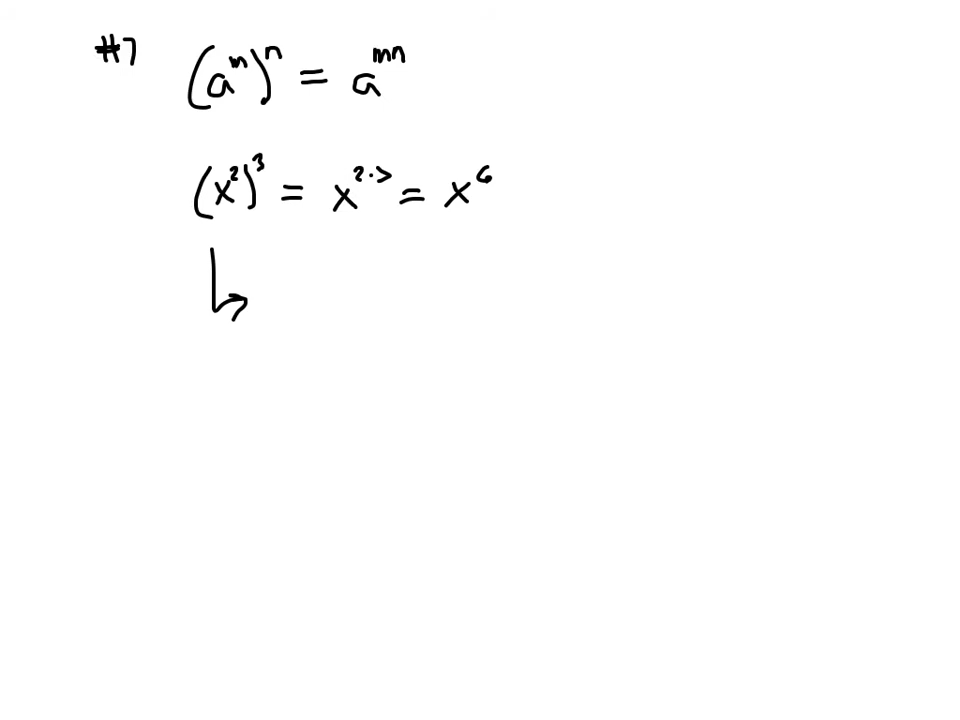 #7 (a^m)^n = a^{mn}
(x^2)^3 = x^{2·3} = x^6
↳